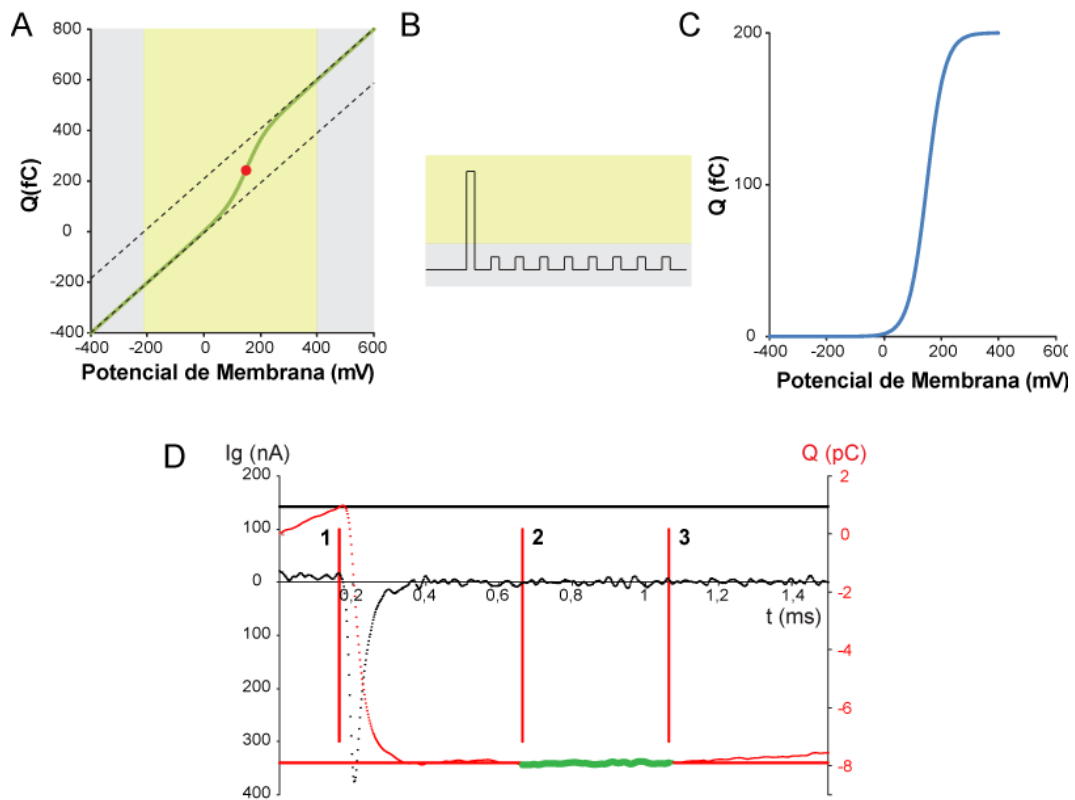 A
Q(fC)
800
600
400
200
0
-200
-400
-400 -200 0 200 400 600
Potencial de Membrana (mV)
B
C
Q (fC)
200
100
0
-400 -200 0 200 400 600
Potencial de Membrana (mV)
D
Ig (nA)
Q (pC)
200
100
0
100
200
300
400
1
2
3
0,2 0,4 0,6 0,8 1 1,2 1,4
t (ms)
2
0
-2
-4
-6
-8